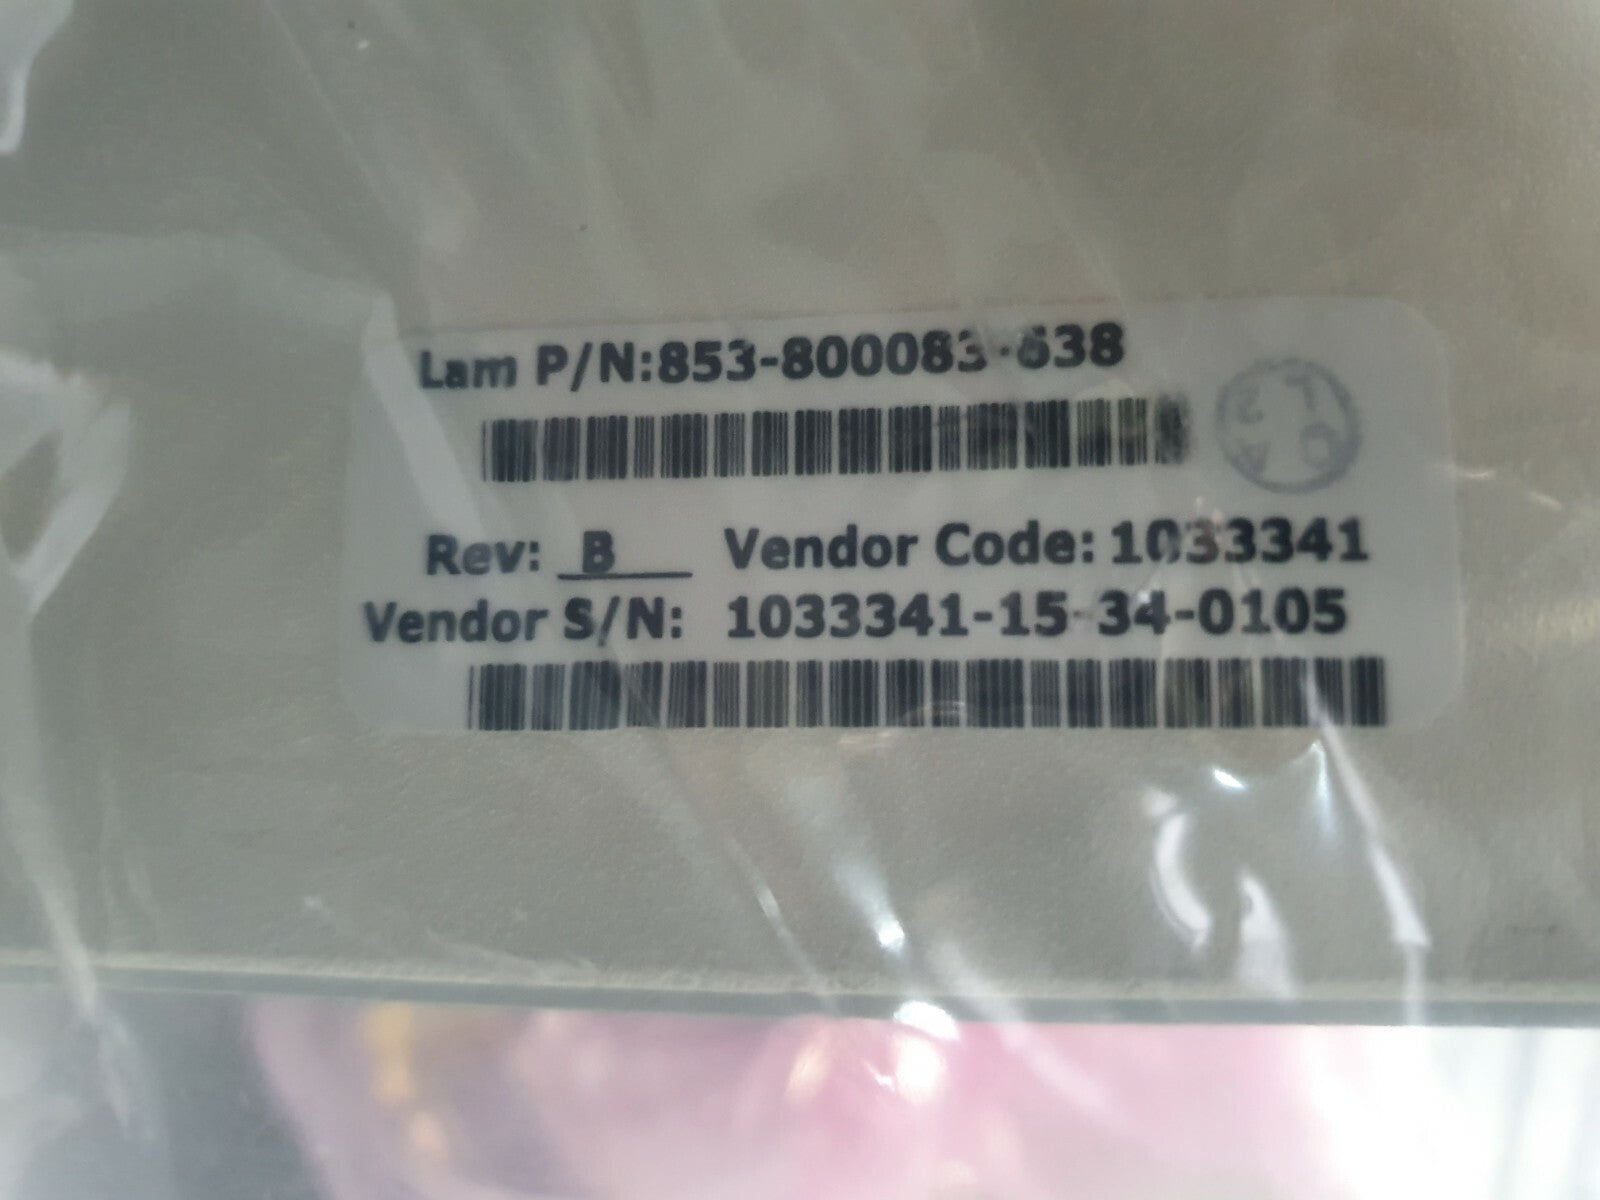 Lam P/N:853-800083-638
Rev: B Vendor Code: 1033341
Vendor S/N: 1033341-15-34-0105